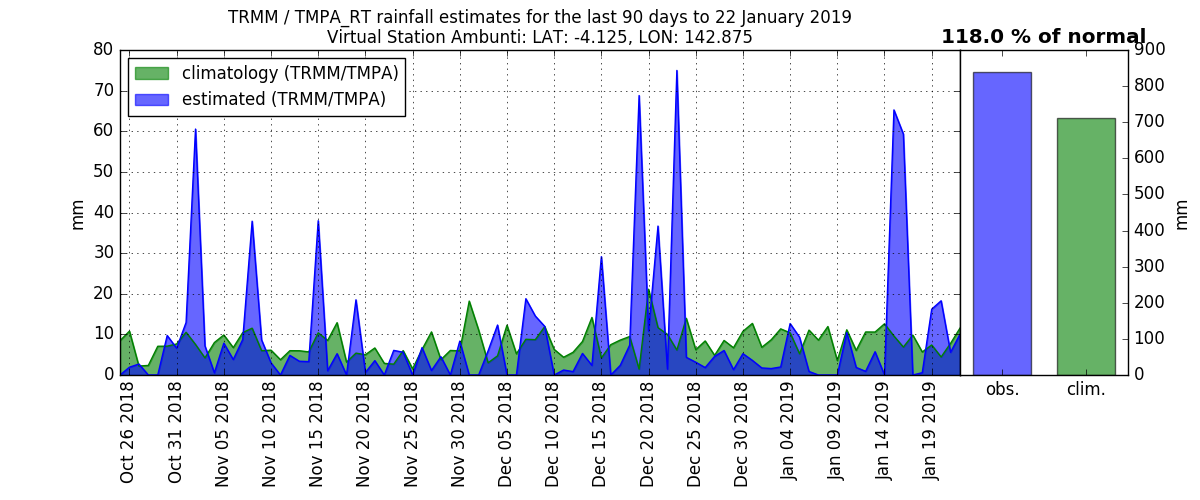 TRMM / TMPA_RT rainfall estimates for the last 90 days to 22 January 2019
Virtual Station Ambunti: LAT: -4.125, LON: 142.875
118.0 % of normal
climatology (TRMM/TMPA)
estimated (TRMM/TMPA)
80
70
60
50
40
30
20
10
0
mm
Oct 26 2018
Oct 31 2018
Nov 05 2018
Nov 10 2018
Nov 15 2018
Nov 20 2018
Nov 25 2018
Nov 30 2018
Dec 05 2018
Dec 10 2018
Dec 15 2018
Dec 20 2018
Dec 25 2018
Dec 30 2018
Jan 04 2019
Jan 09 2019
Jan 14 2019
Jan 19 2019
900
800
700
600
500
400
300
200
100
0
mm
obs.
clim.